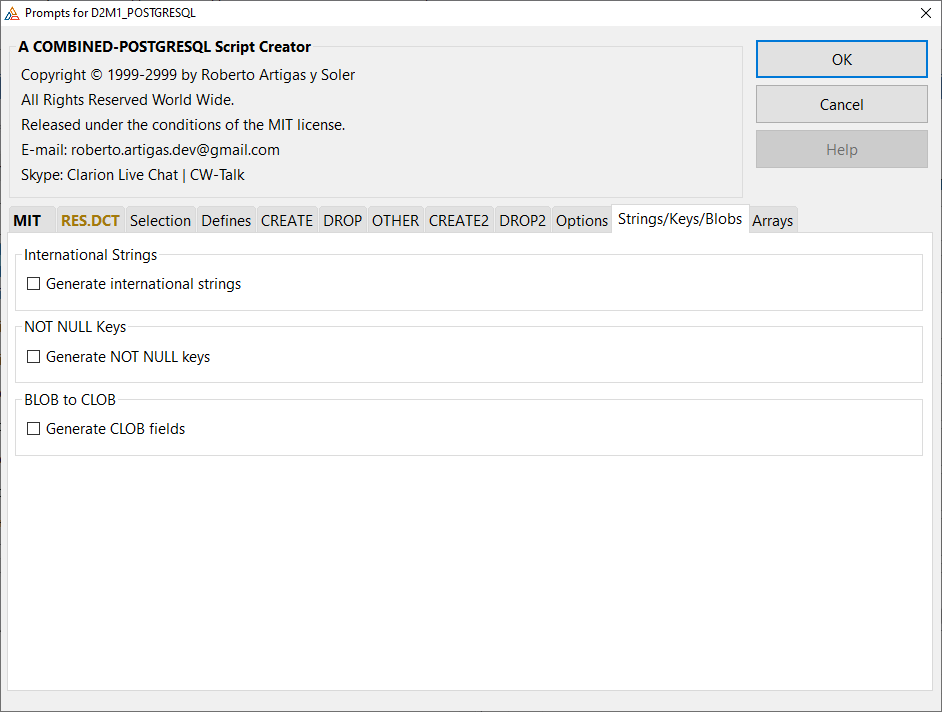 Prompts for D2M1_POSTGRESQL
A COMBINED-POSTGRESQL Script Creator
Copyright © 1999-2999 by Roberto Artigas y Soler
All Rights Reserved World Wide.
Released under the conditions of the MIT license.
E-mail: roberto.artigas.dev@gmail.com
Skype: Clarion Live Chat | CW-Talk
OK
Cancel
Help
MIT RES.DCT Selection Defines CREATE DROP OTHER CREATE2 DROP2 Options Strings/Keys/Blobs Arrays
International Strings
Generate international strings
NOT NULL Keys
Generate NOT NULL keys
BLOB to CLOB
Generate CLOB fields